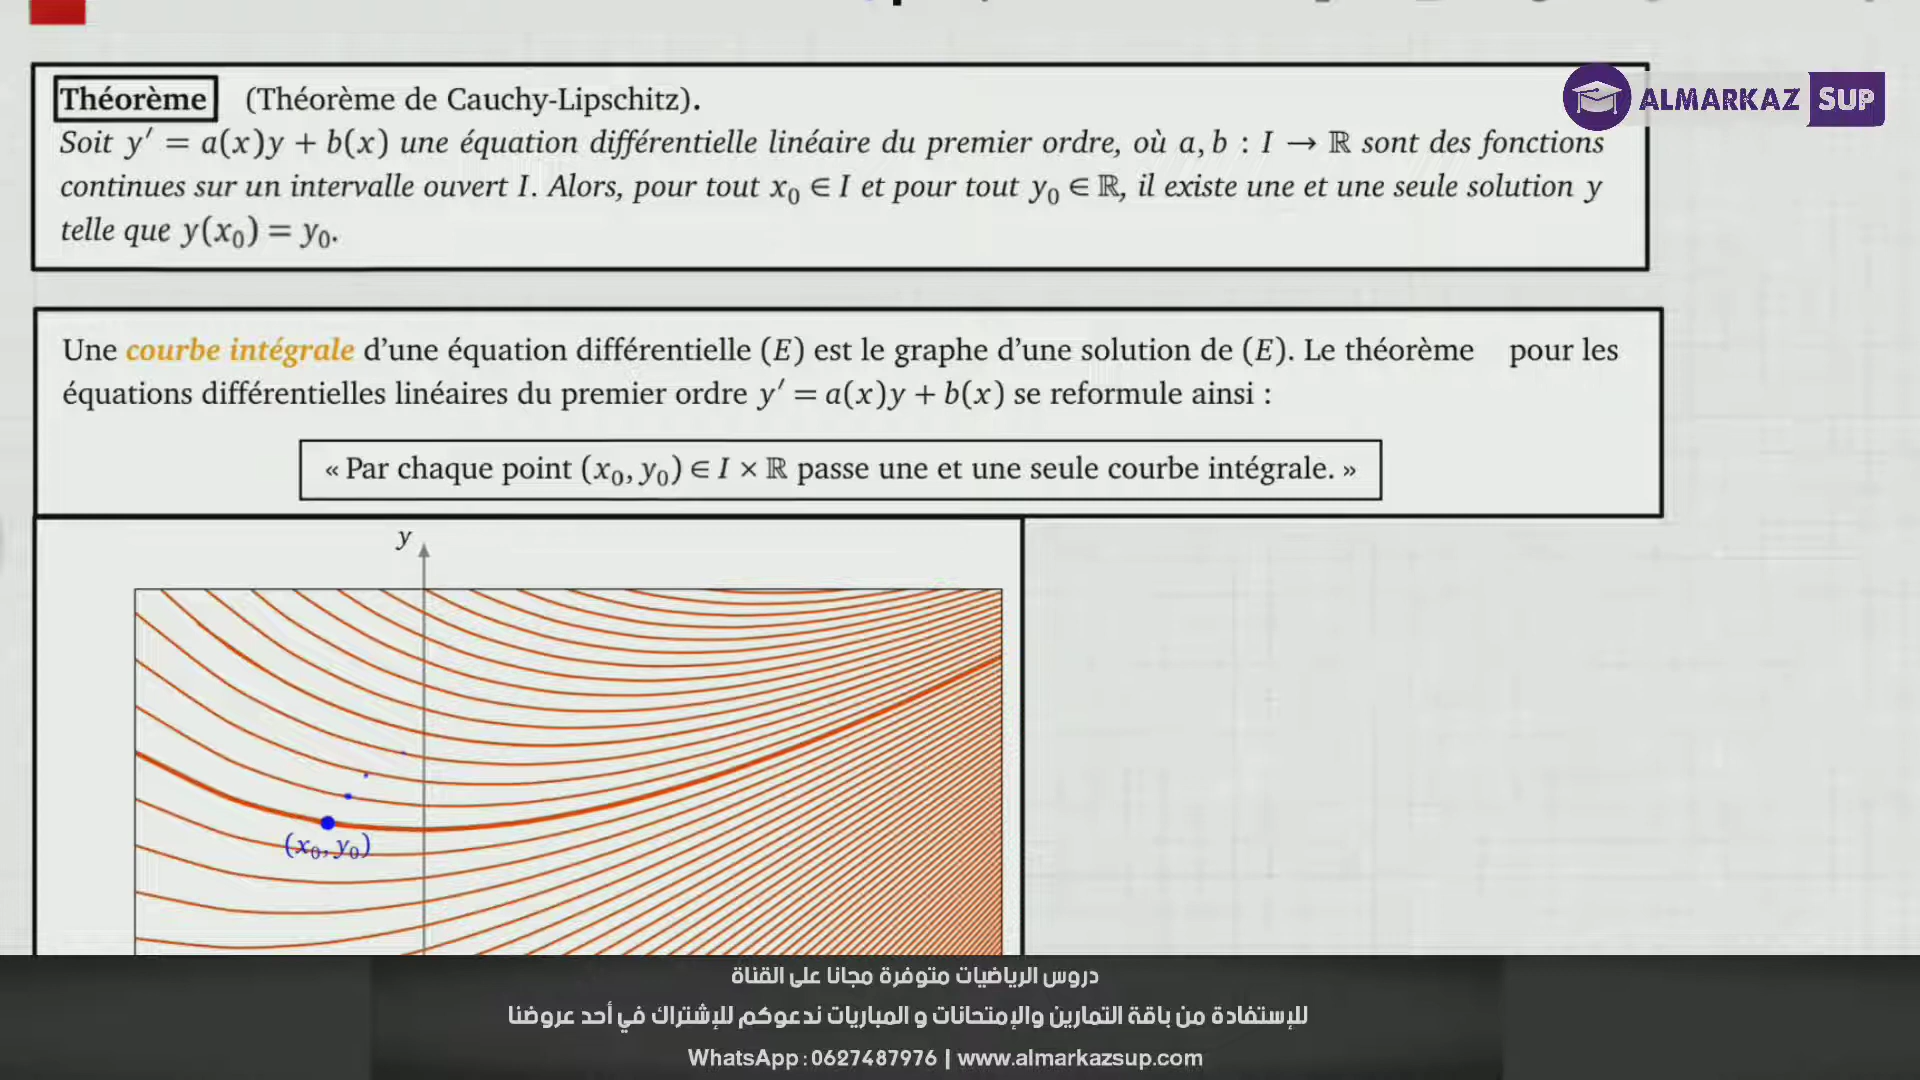 Théorème (Théorème de Cauchy-Lipschitz).
ALMARKAZ SUP
Soit y′ = a(x)y + b(x) une équation différentielle linéaire du premier ordre, où a, b : I → ℝ sont des fonctions
continues sur un intervalle ouvert I. Alors, pour tout x₀ ∈ I et pour tout y₀ ∈ ℝ, il existe une et une seule solution y
telle que y(x₀) = y₀.
Une courbe intégrale d’une équation différentielle (E) est le graphe d’une solution de (E). Le théorème pour les
équations différentielles linéaires du premier ordre y′ = a(x)y + b(x) se reformule ainsi :
« Par chaque point (x₀, y₀) ∈ I × ℝ passe une et une seule courbe intégrale. »
y
(x₀, y₀)
دروس الرياضيات متوفرة مجانا على القناة
للإستفادة من باقة التمارين والإمتحانات و المباريات ندعوكم للإشتراك في أحد عروضنا
WhatsApp : 0627487976 | www.almarkazsup.com